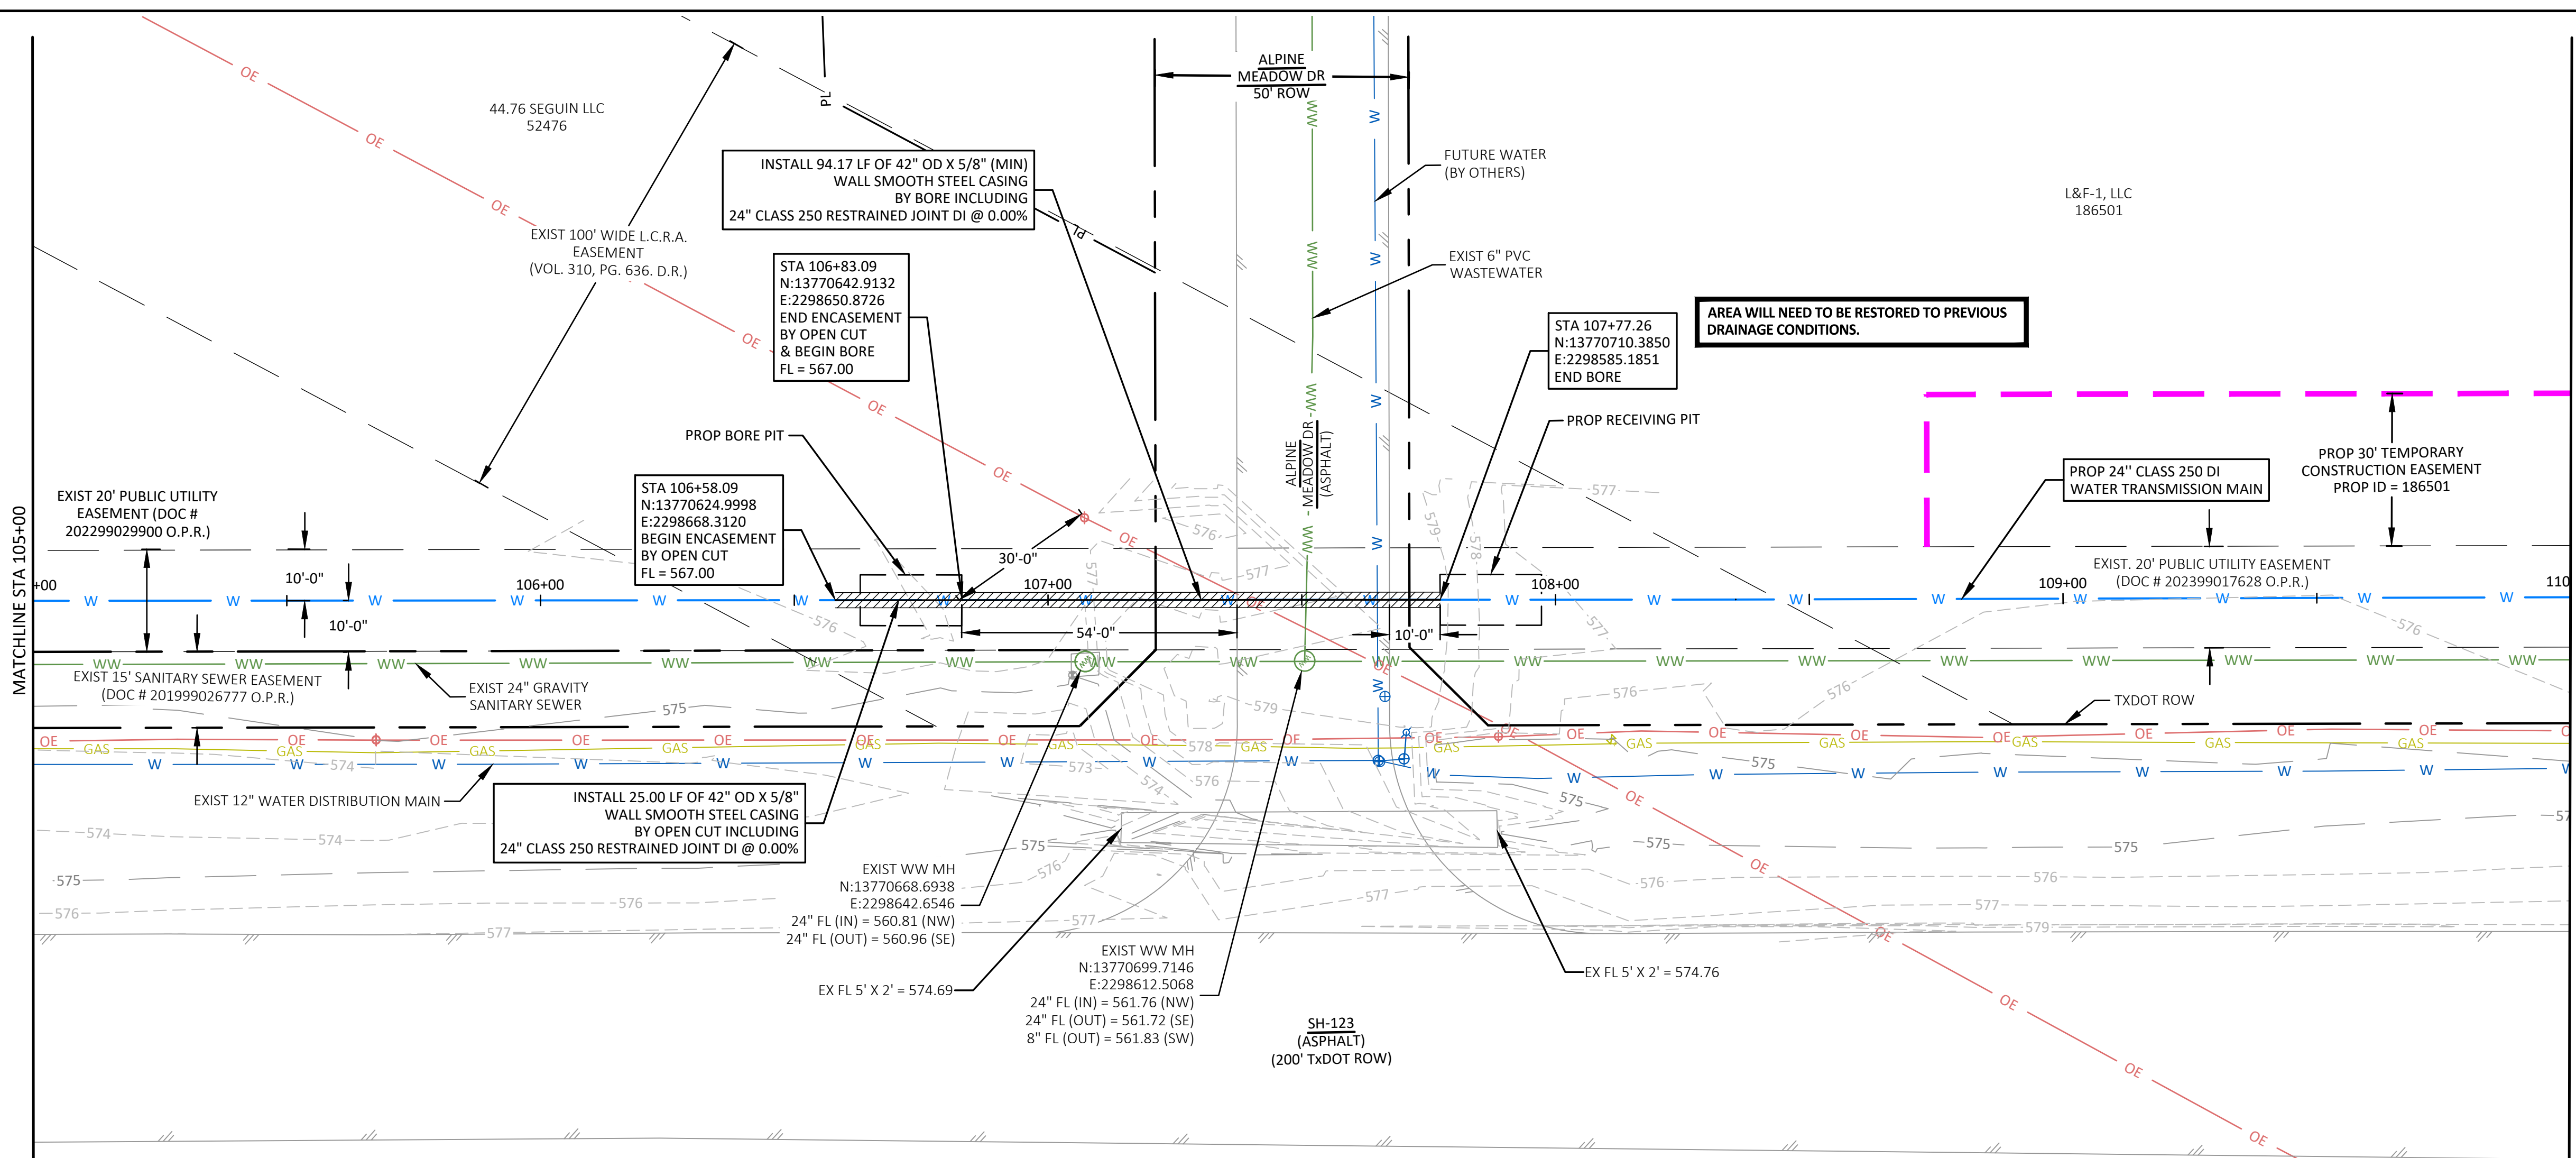 ALPINE
MEADOW DR
50' ROW
44.76 SEGUIN LLC
52476
PL
PL
INSTALL 94.17 LF OF 42" OD X 5/8" (MIN)
WALL SMOOTH STEEL CASING
BY BORE INCLUDING
24" CLASS 250 RESTRAINED JOINT DI @ 0.00%
FUTURE WATER
(BY OTHERS)
L&F-1, LLC
186501
EXIST 100' WIDE L.C.R.A.
EASEMENT
(VOL. 310, PG. 636. D.R.)
STA 106+83.09
N:13770642.9132
E:2298650.8726
END ENCASEMENT
BY OPEN CUT
& BEGIN BORE
FL = 567.00
EXIST 6" PVC
WASTEWATER
STA 107+77.26
N:13770710.3850
E:2298585.1851
END BORE
AREA WILL NEED TO BE RESTORED TO PREVIOUS
DRAINAGE CONDITIONS.
PROP BORE PIT
PROP RECEIVING PIT
ALPINE
MEADOW DR
(ASPHALT)
PROP 30' TEMPORARY
CONSTRUCTION EASEMENT
PROP ID = 186501
PROP 24" CLASS 250 DI
WATER TRANSMISSION MAIN
EXIST 20' PUBLIC UTILITY
EASEMENT (DOC #
202299029900 O.P.R.)
STA 106+58.09
N:13770624.9998
E:2298668.3120
BEGIN ENCASEMENT
BY OPEN CUT
FL = 567.00
MATCHLINE STA 105+00
30'-0"
10'-0"
10'-0"
54'-0"
10'-0"
+00
106+00
107+00
108+00
109+00
110
EXIST. 20' PUBLIC UTILITY EASEMENT
(DOC # 202399017628 O.P.R.)
EXIST 15' SANITARY SEWER EASEMENT
(DOC # 201999026777 O.P.R.)
EXIST 24" GRAVITY
SANITARY SEWER
TXDOT ROW
EXIST 12" WATER DISTRIBUTION MAIN
INSTALL 25.00 LF OF 42" OD X 5/8"
WALL SMOOTH STEEL CASING
BY OPEN CUT INCLUDING
24" CLASS 250 RESTRAINED JOINT DI @ 0.00%
EXIST WW MH
N:13770668.6938
E:2298642.6546
24" FL (IN) = 560.81 (NW)
24" FL (OUT) = 560.96 (SE)
EX FL 5' X 2' = 574.69
EXIST WW MH
N:13770699.7146
E:2298612.5068
24" FL (IN) = 561.76 (NW)
24" FL (OUT) = 561.72 (SE)
8" FL (OUT) = 561.83 (SW)
EX FL 5' X 2' = 574.76
SH-123
(ASPHALT)
(200' TxDOT ROW)